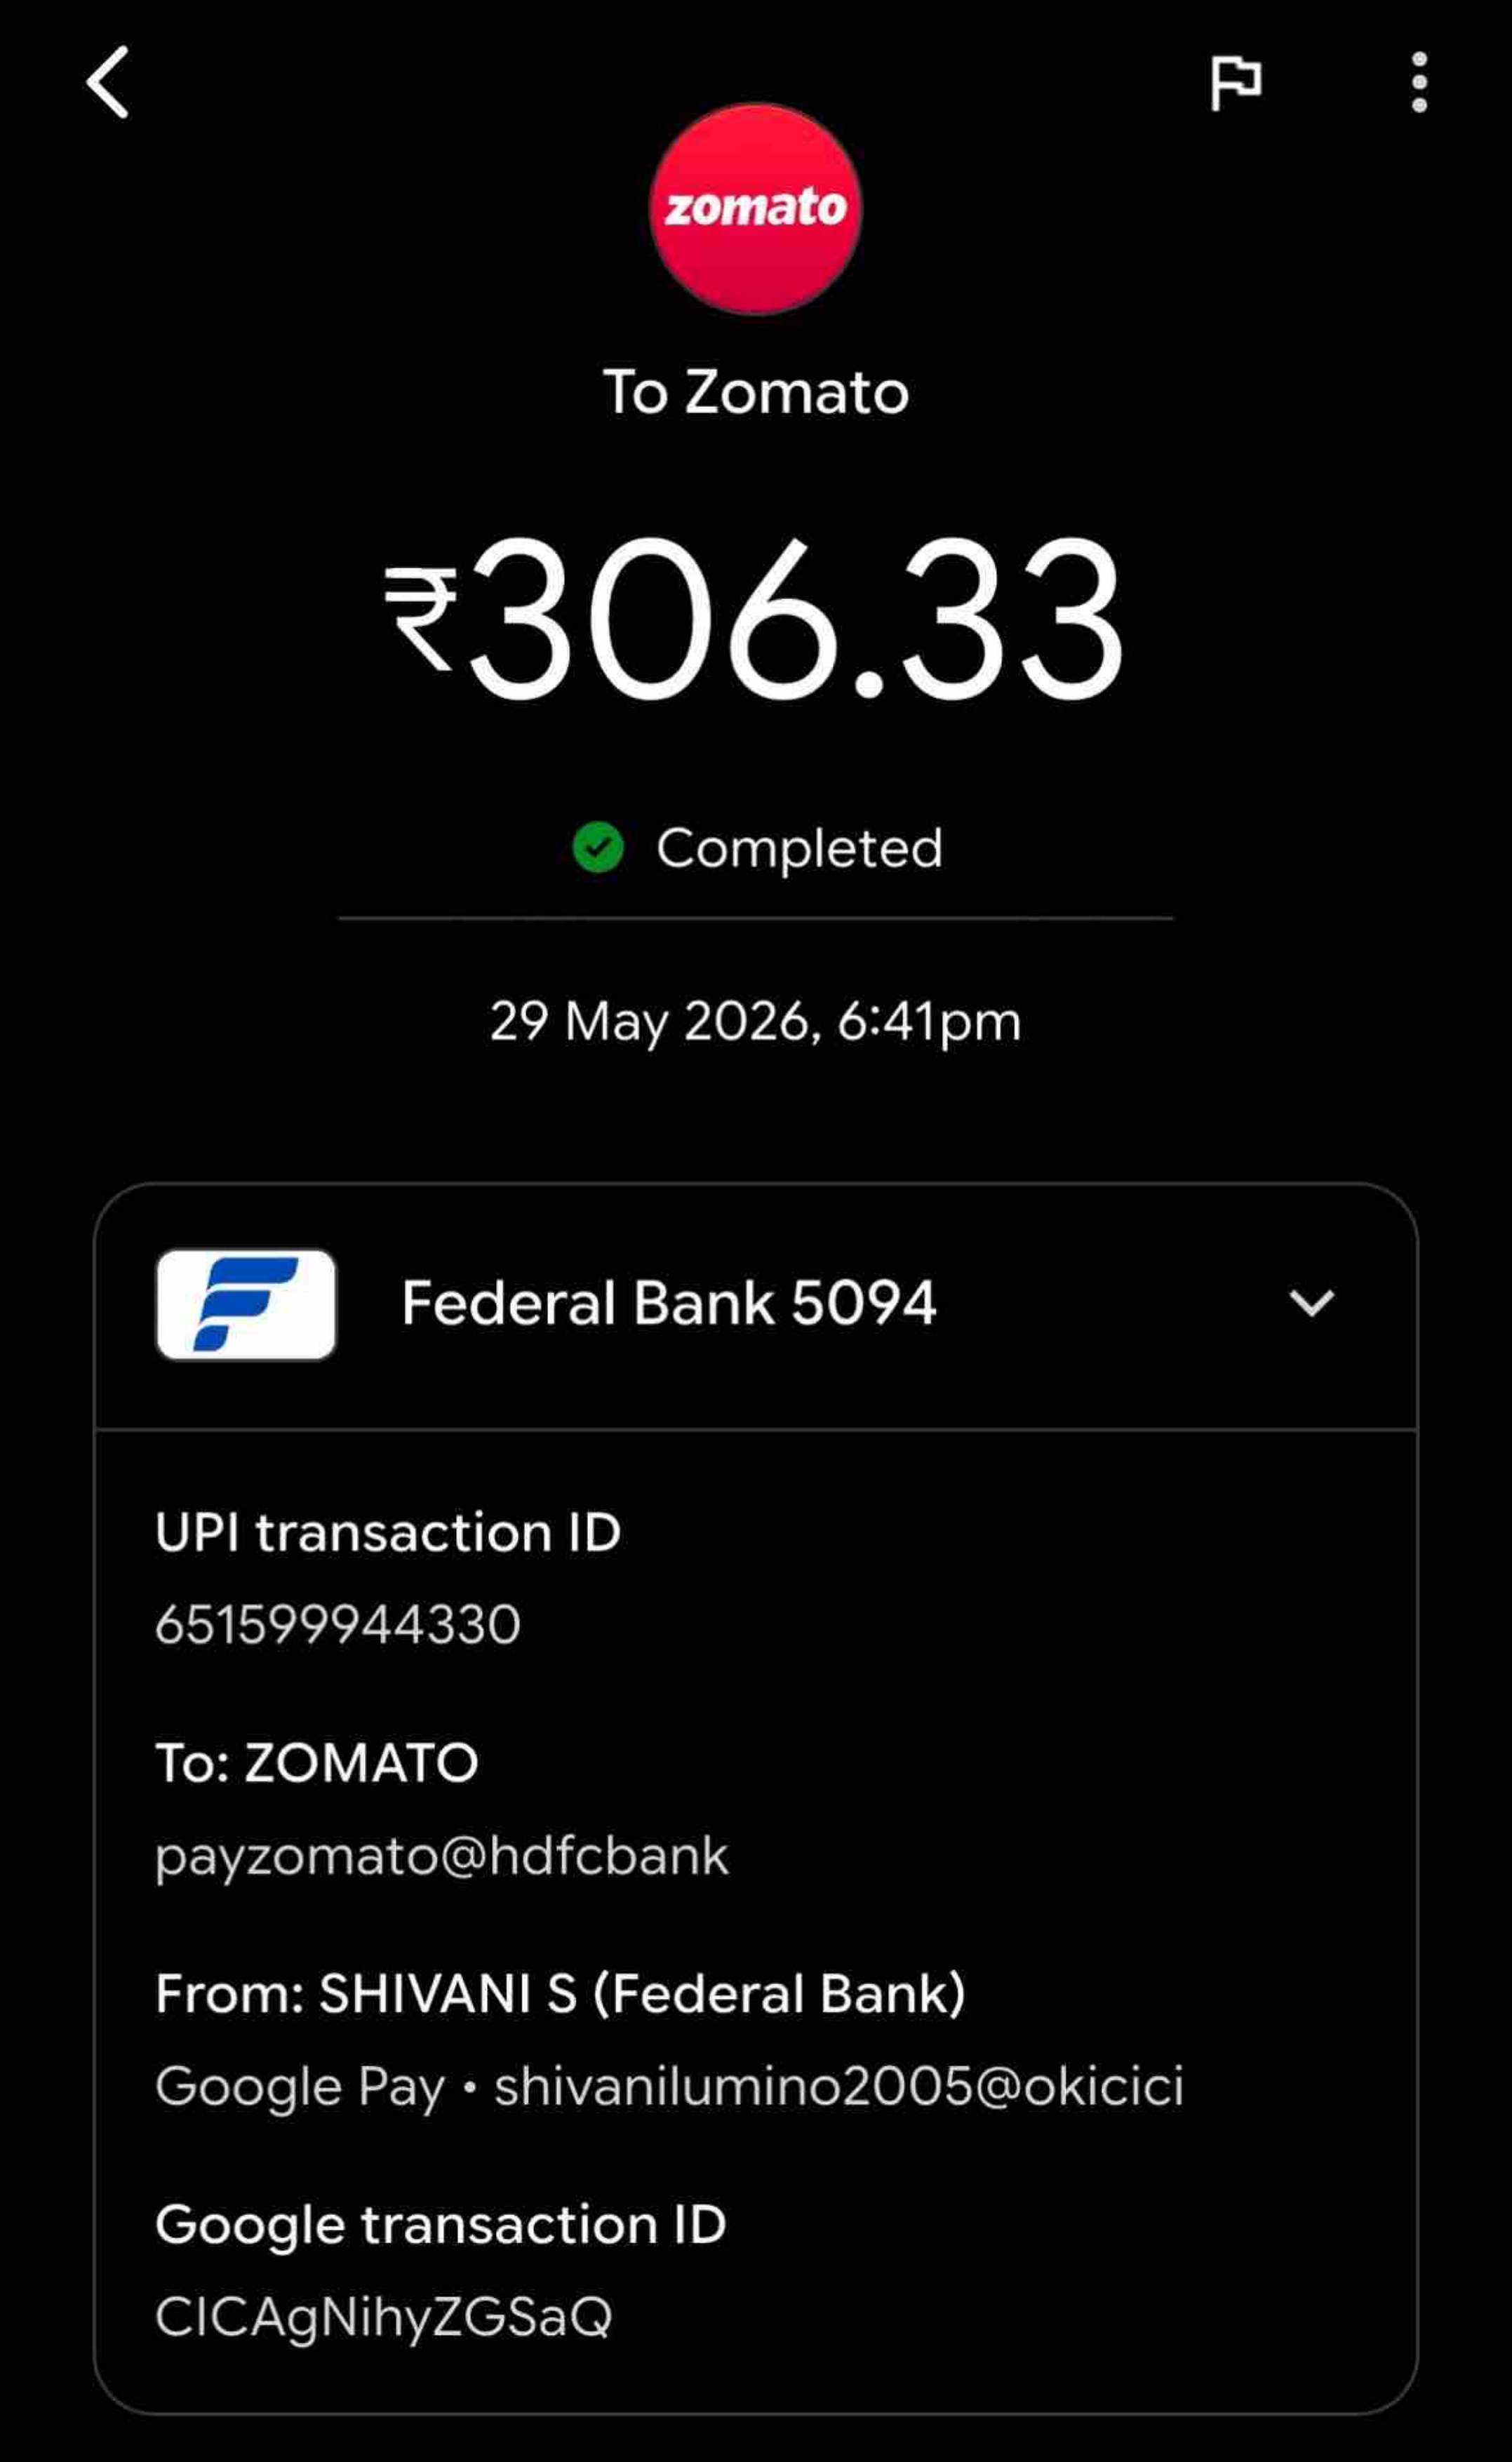 zomato
To Zomato
₹306.33
Completed
29 May 2026, 6:41pm
Federal Bank 5094
UPI transaction ID
651599944330
To: ZOMATO
payzomato@hdfcbank
From: SHIVANI S (Federal Bank)
Google Pay • shivanilumino2005@okicici
Google transaction ID
CICAgNihyZGSaQ